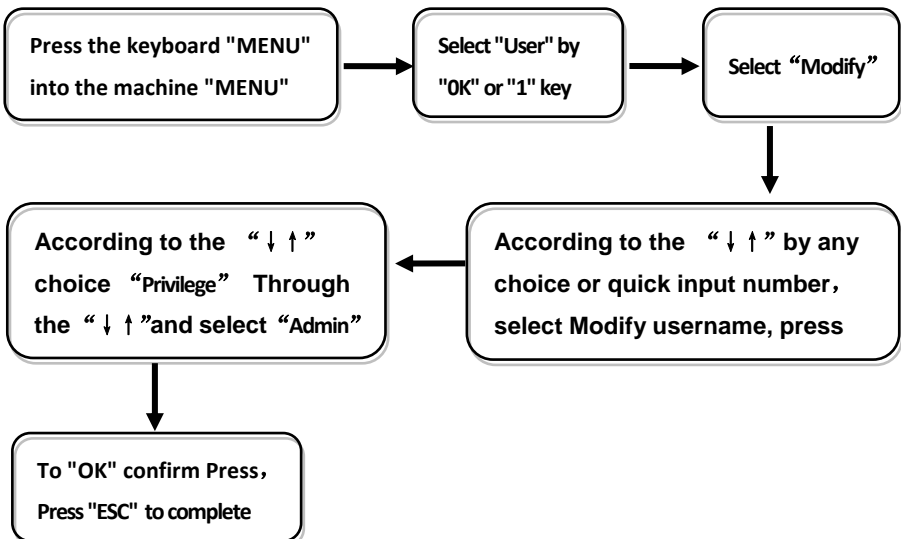 Press the keyboard "MENU"
into the machine "MENU"
Select "User" by
"0K" or "1" key
Select “Modify”
According to the “↓ ↑” by any
choice or quick input number，
select Modify username, press
According to the “↓ ↑”
choice “Privilege” Through
the “↓ ↑”and select “Admin”
To "OK" confirm Press，
Press "ESC" to complete